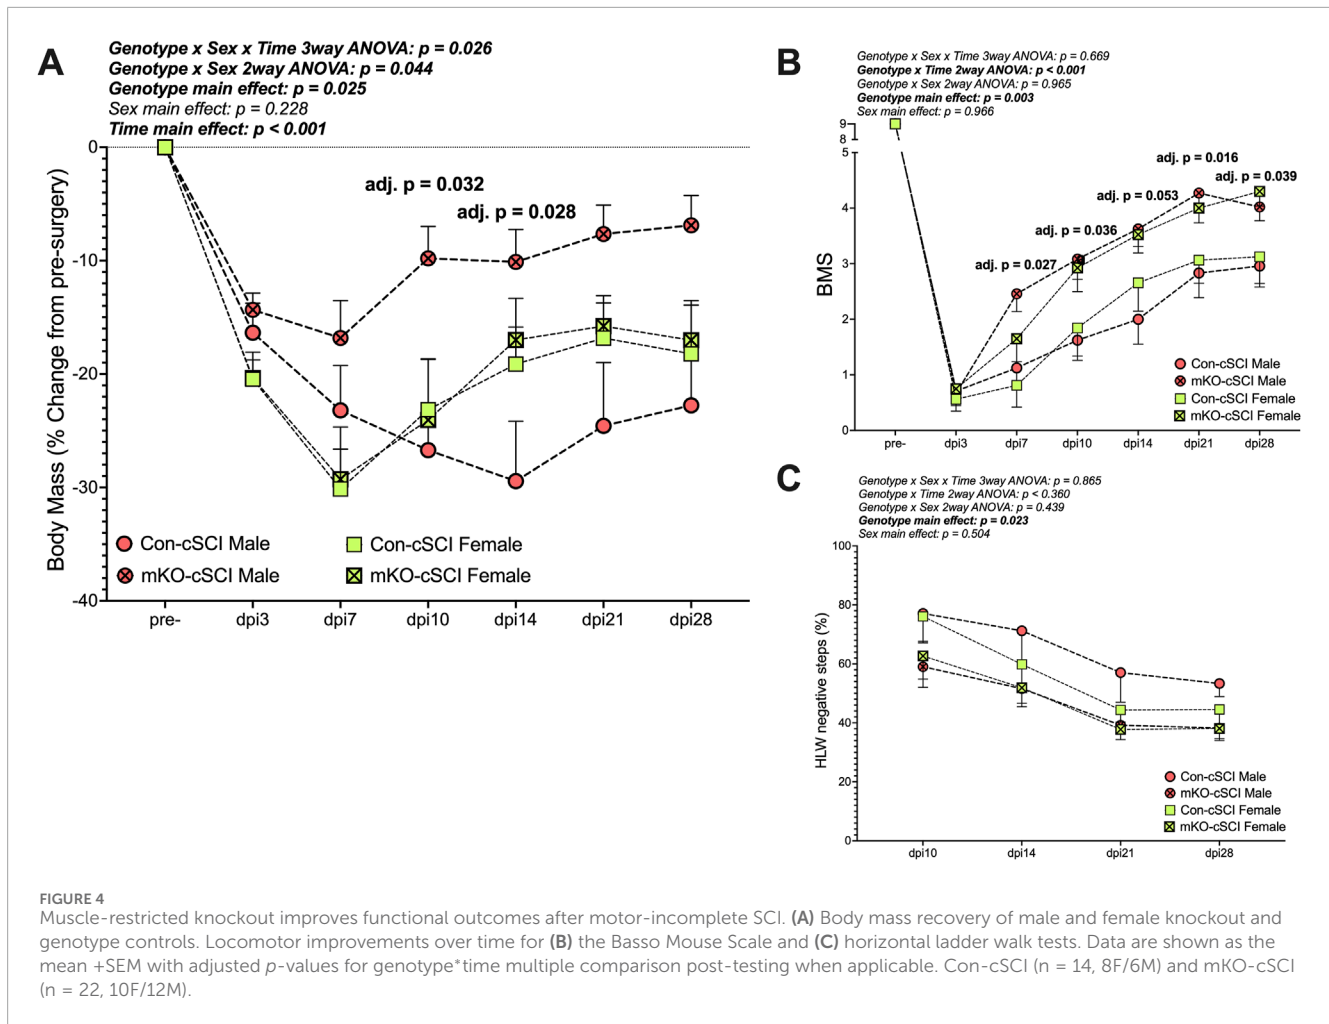 A
Genotype x Sex x Time 3way ANOVA: p = 0.026
Genotype x Sex 2way ANOVA: p = 0.044
Genotype main effect: p = 0.025
Sex main effect: p = 0.228
Time main effect: p < 0.001
Body Mass (% Change from pre-surgery)
0
-10
-20
-30
-40
adj. p = 0.032
adj. p = 0.028
Con-cSCI Male
mKO-cSCI Male
Con-cSCI Female
mKO-cSCI Female
pre-
dpi3
dpi7
dpi10
dpi14
dpi21
dpi28
B
Genotype x Sex x Time 3way ANOVA: p = 0.669
Genotype x Time 2way ANOVA: p < 0.001
Genotype x Sex 2way ANOVA: p = 0.965
Genotype main effect: p = 0.003
Sex main effect: p = 0.966
BMS
9
8
5
4
3
2
1
0
adj. p = 0.027
adj. p = 0.036
adj. p = 0.053
adj. p = 0.016
adj. p = 0.039
Con-cSCI Male
mKO-cSCI Male
Con-cSCI Female
mKO-cSCI Female
pre-
dpi3
dpi7
dpi10
dpi14
dpi21
dpi28
C
Genotype x Sex x Time 3way ANOVA: p = 0.865
Genotype x Time 2way ANOVA: p < 0.360
Genotype x Sex 2way ANOVA: p = 0.439
Genotype main effect: p = 0.023
Sex main effect: p = 0.504
HLW negative steps (%)
100
80
60
40
20
0
Con-cSCI Male
mKO-cSCI Male
Con-cSCI Female
mKO-cSCI Female
dpi10
dpi14
dpi21
dpi28
FIGURE 4
Muscle-restricted knockout improves functional outcomes after motor-incomplete SCI. (A) Body mass recovery of male and female knockout and
genotype controls. Locomotor improvements over time for (B) the Basso Mouse Scale and (C) horizontal ladder walk tests. Data are shown as the
mean +SEM with adjusted p-values for genotype*time multiple comparison post-testing when applicable. Con-cSCI (n = 14, 8F/6M) and mKO-cSCI
(n = 22, 10F/12M).